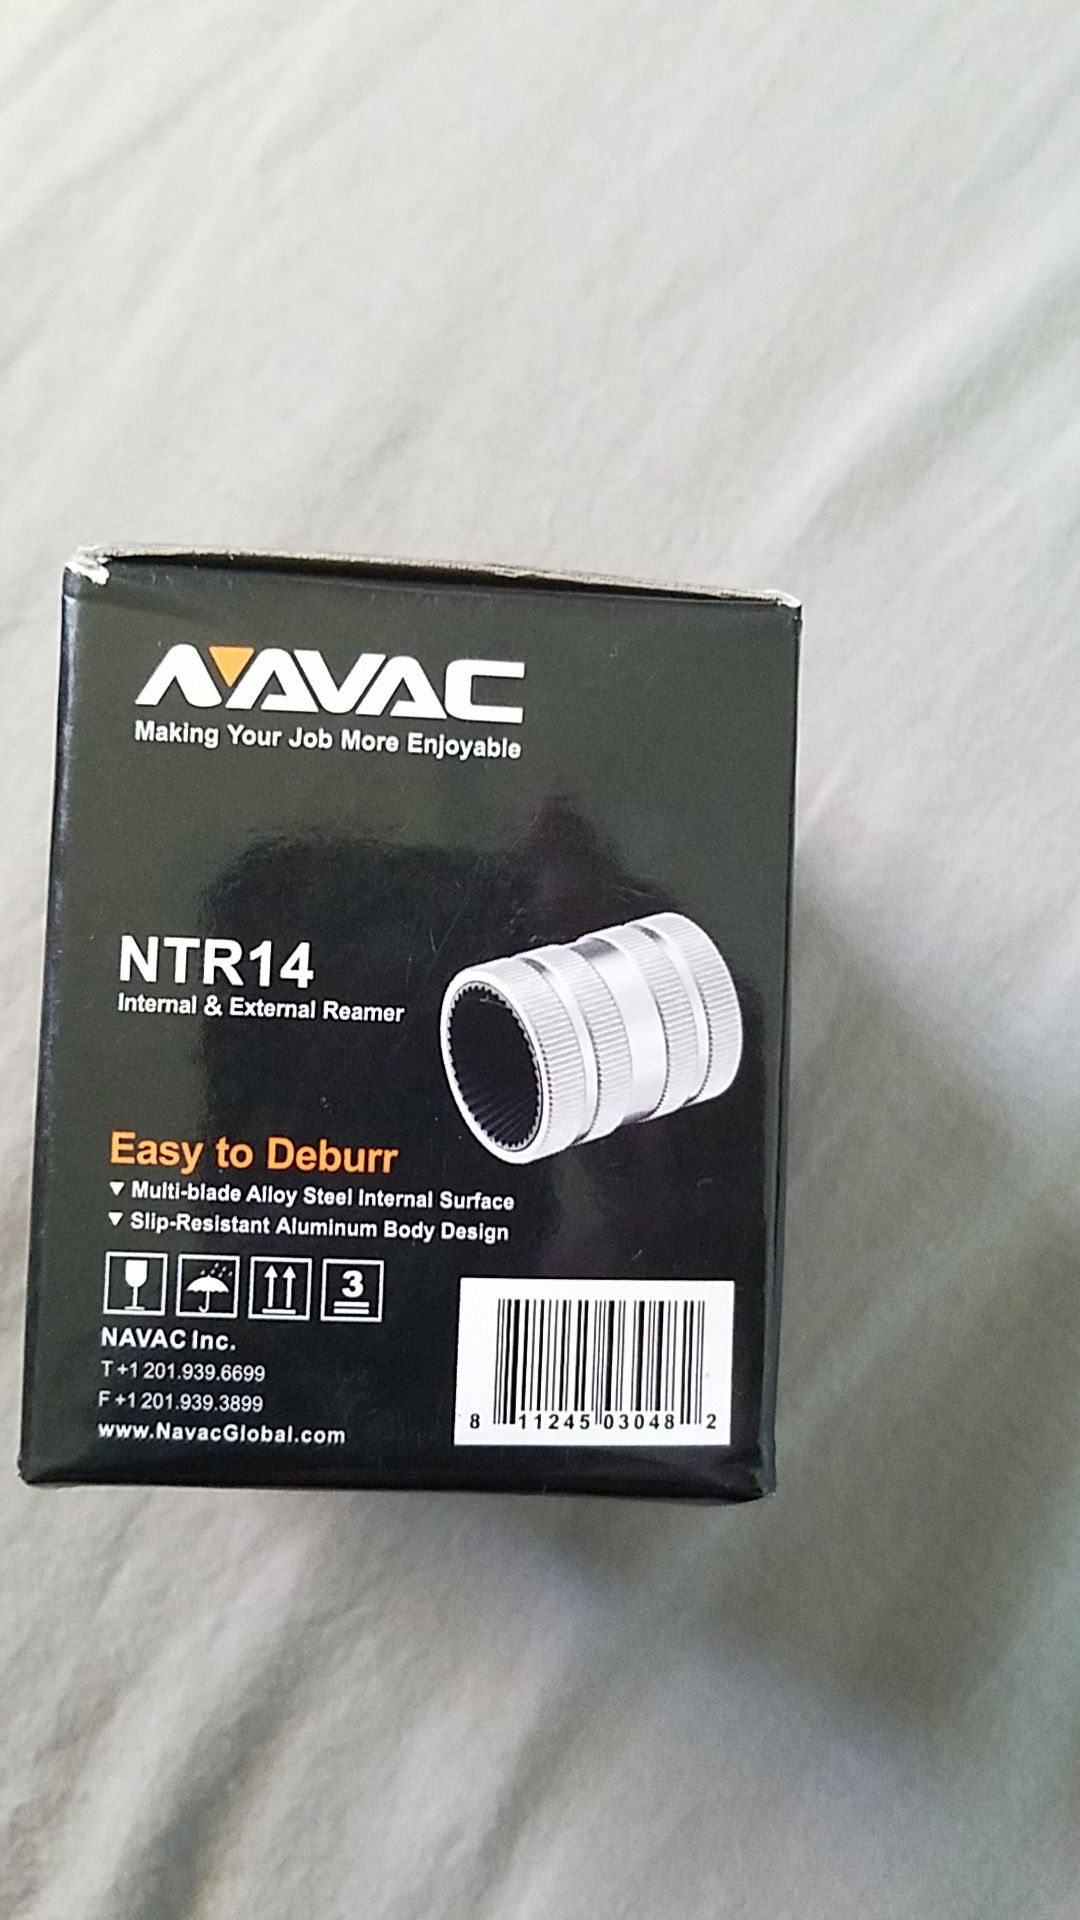 NAVAC
Making Your Job More Enjoyable
NTR14
Internal & External Reamer
Easy to Deburr
▼ Multi-blade Alloy Steel Internal Surface
▼ Slip-Resistant Aluminum Body Design
3
NAVAC Inc.
T +1 201.939.6699
F +1 201.939.3899
www.NavacGlobal.com
8 11245 03048 2